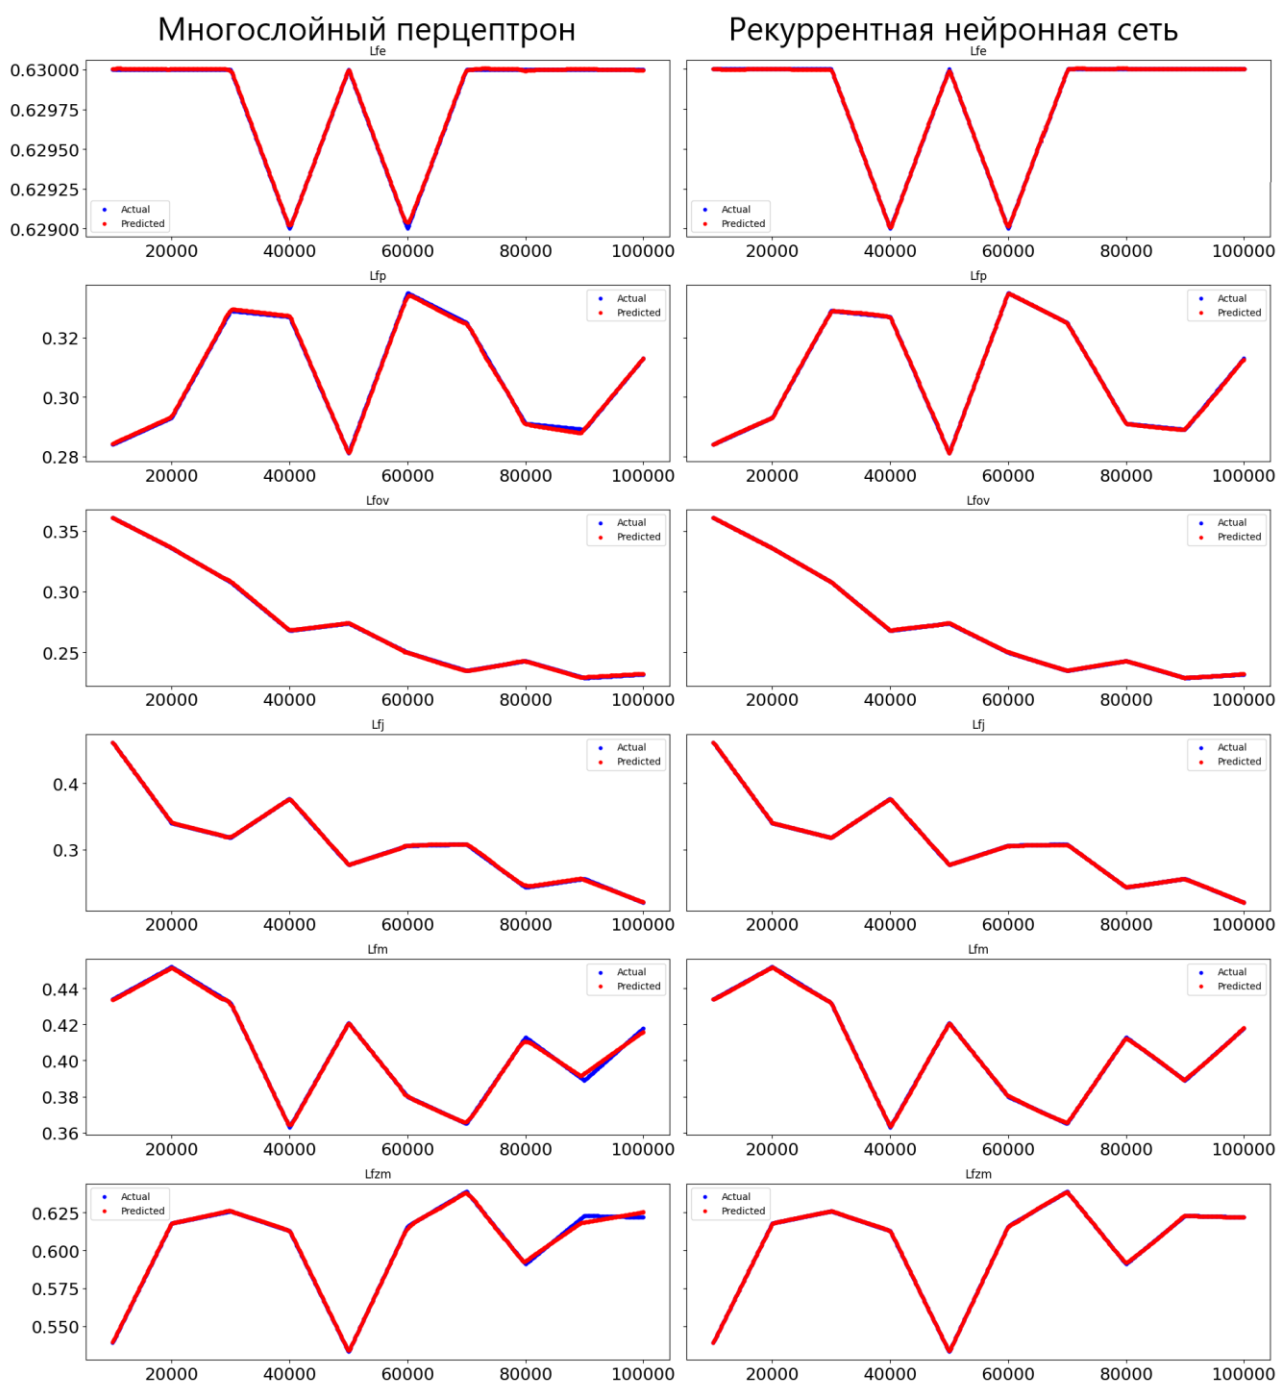 Многослойный перцептрон
Рекуррентная нейронная сеть
Lfe
0.63000
0.62975
0.62950
0.62925
0.62900
Actual
Predicted
20000 40000 60000 80000 100000
Lfe
Actual
Predicted
20000 40000 60000 80000 100000
Lfp
0.32
0.30
0.28
Actual
Predicted
20000 40000 60000 80000 100000
Lfp
Actual
Predicted
20000 40000 60000 80000 100000
Lfov
0.35
0.30
0.25
Actual
Predicted
20000 40000 60000 80000 100000
Lfov
Actual
Predicted
20000 40000 60000 80000 100000
Lfj
0.4
0.3
Actual
Predicted
20000 40000 60000 80000 100000
Lfj
Actual
Predicted
20000 40000 60000 80000 100000
Lfm
0.44
0.42
0.40
0.38
0.36
Actual
Predicted
20000 40000 60000 80000 100000
Lfm
Actual
Predicted
20000 40000 60000 80000 100000
Lfzm
0.625
0.600
0.575
0.550
Actual
Predicted
20000 40000 60000 80000 100000
Lfzm
Actual
Predicted
20000 40000 60000 80000 100000